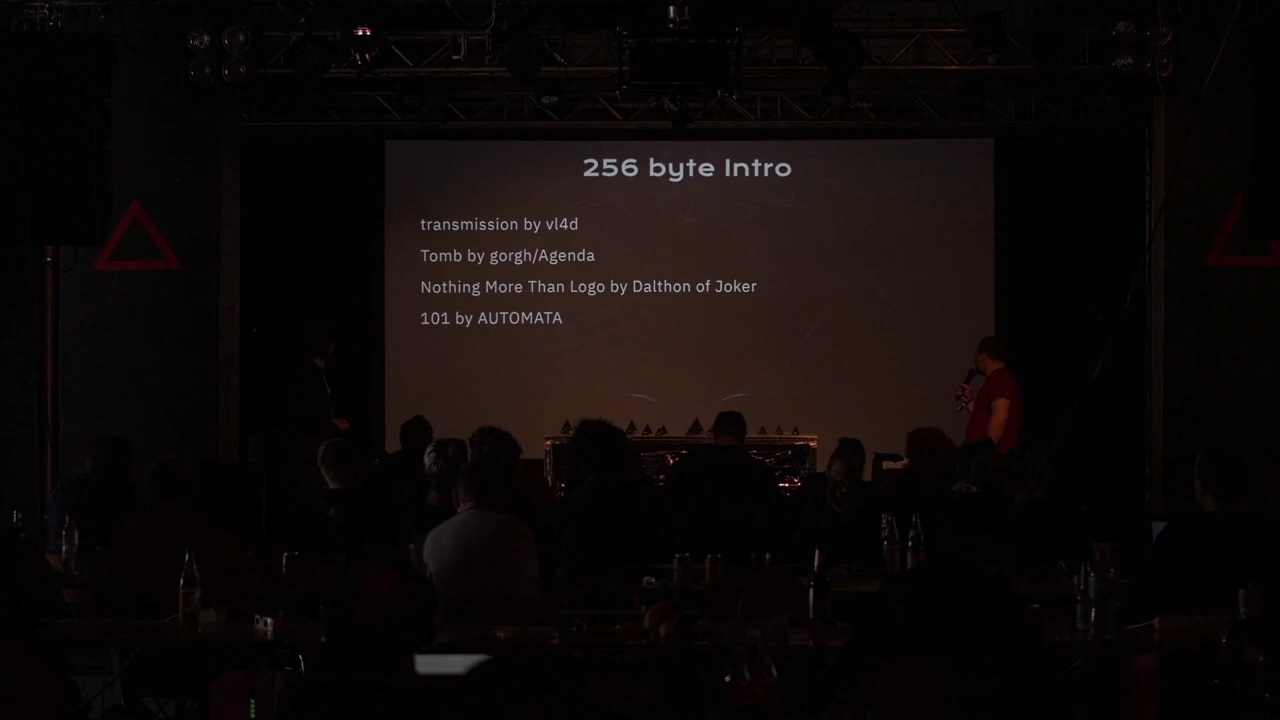 256 byte Intro
transmission by vl4d
Tomb by gorgh/Agenda
Nothing More Than Logo by Dalthon of Joker
101 by AUTOMATA